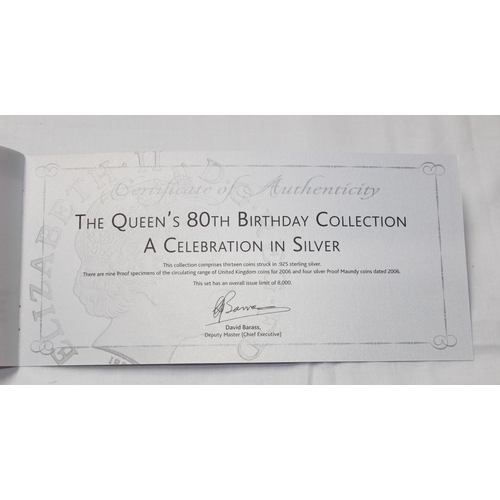 Certificate of Authenticity
THE QUEEN'S 80TH BIRTHDAY COLLECTION
A CELEBRATION IN SILVER
This collection comprises thirteen coins struck in .925 sterling silver.
There are nine Proof specimens of the circulating range of United Kingdom coins for 2006 and four silver Proof Maundy coins dated 2006.
This set has an overall issue limit of 8,000.
David Barass,
Deputy Master (Chief Executive)
ELIZABETH II